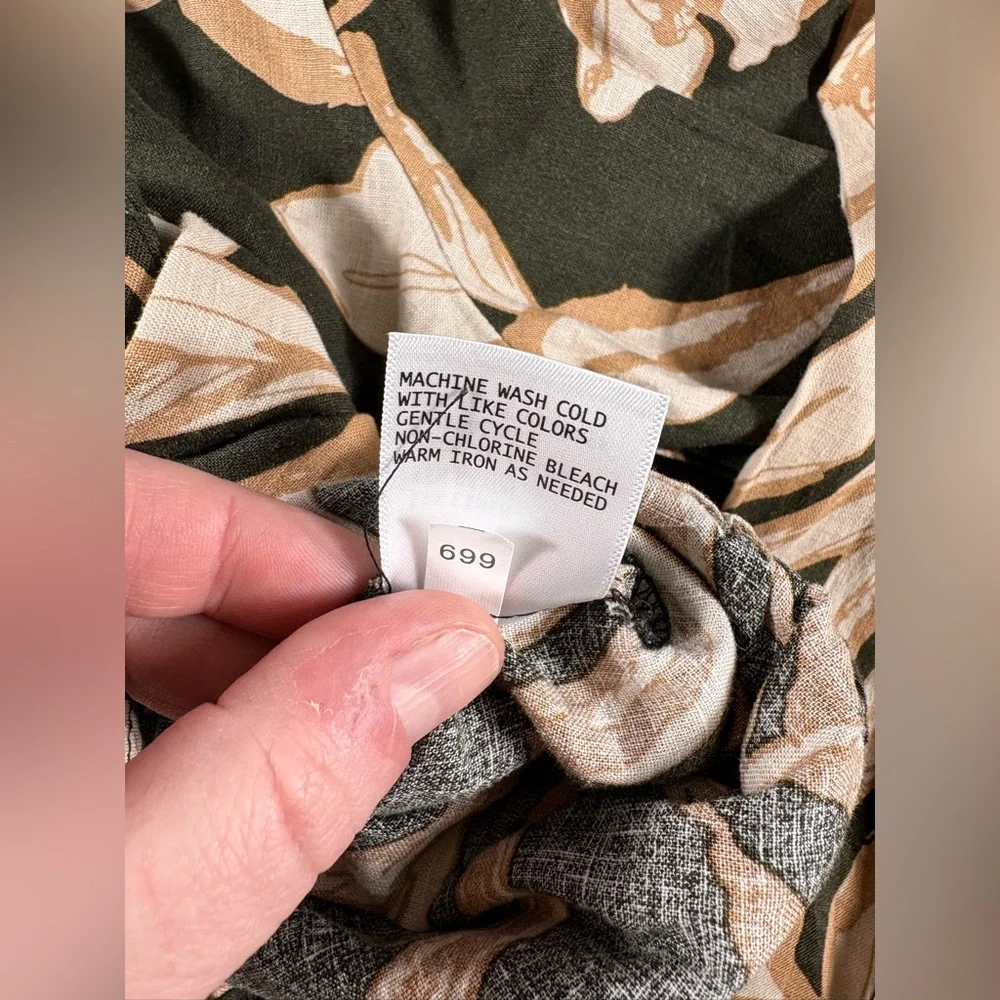 MACHINE WASH COLD
WITH LIKE COLORS
GENTLE CYCLE
NON-CHLORINE BLEACH
WARM IRON AS NEEDED
699